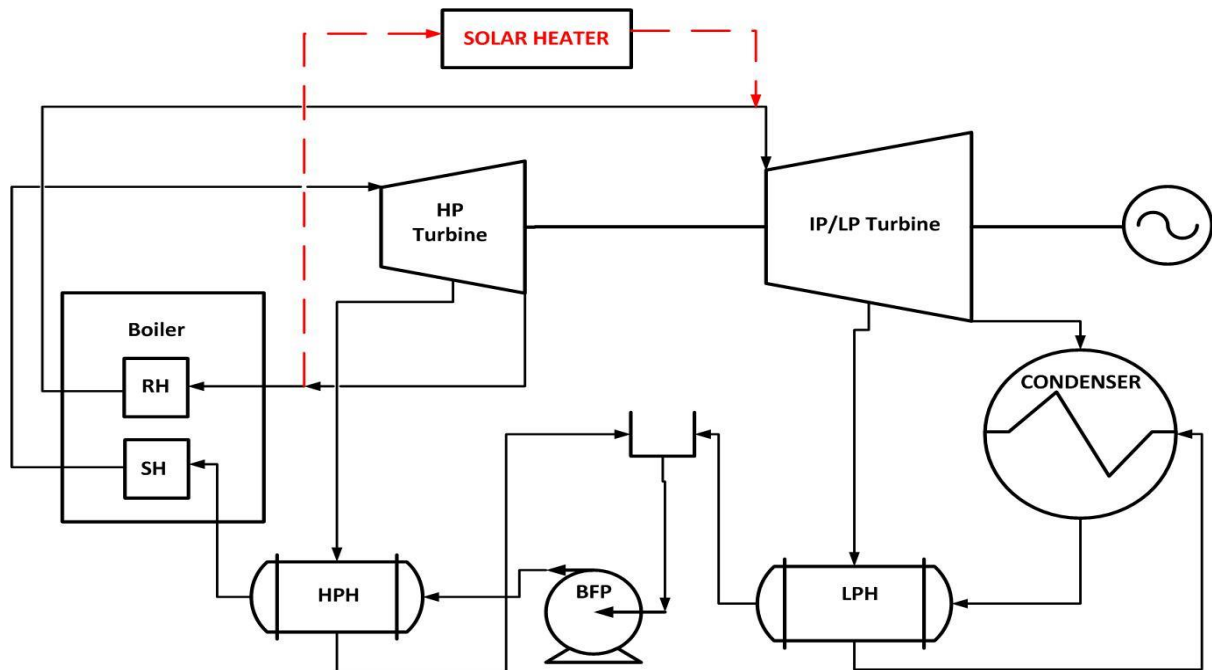 SOLAR HEATER
HP
Turbine
IP/LP Turbine
Boiler
RH
CONDENSER
SH
HPH
BFP
LPH